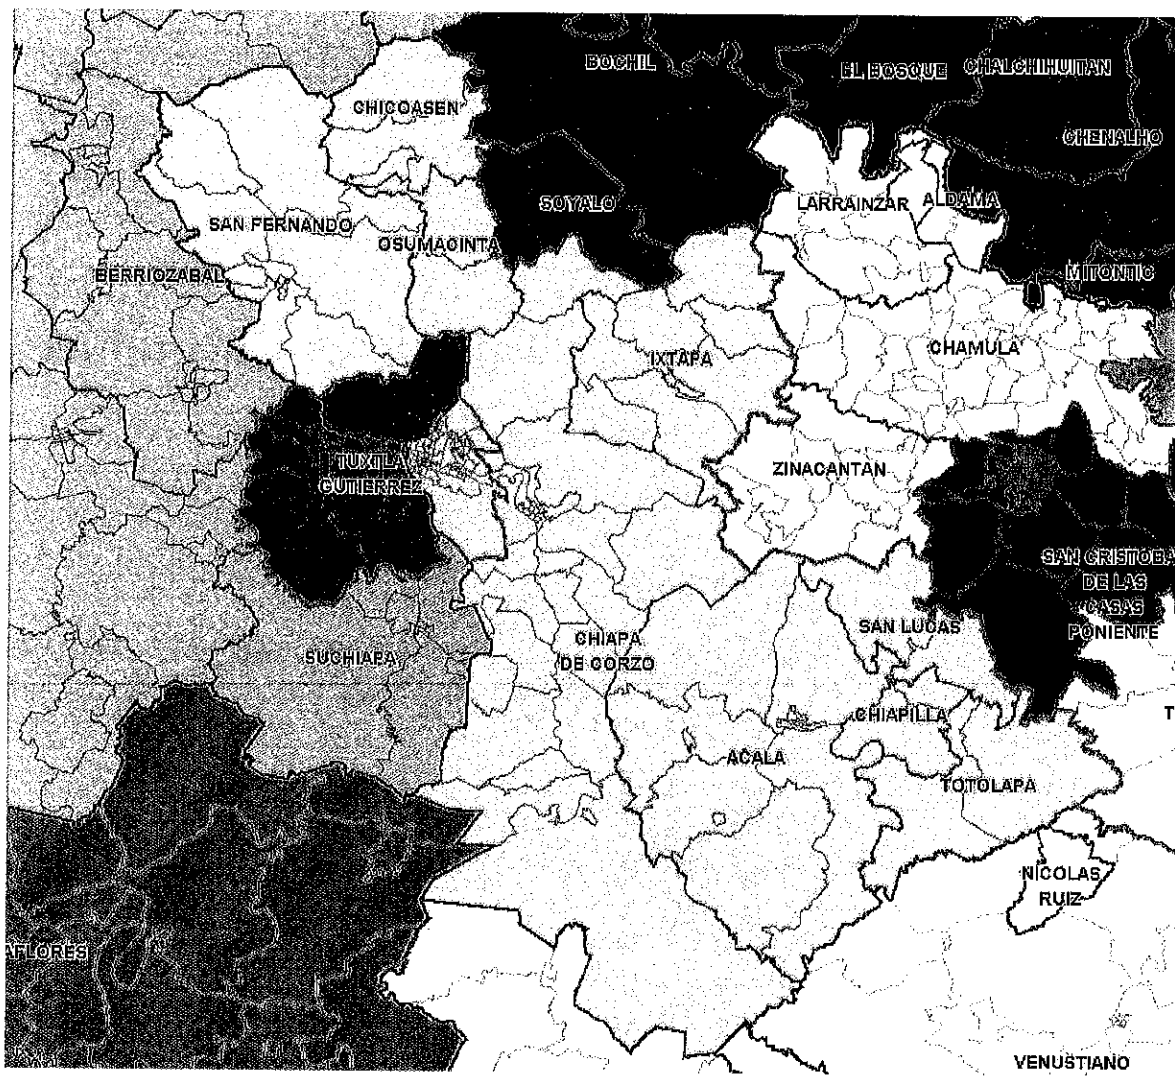 BOCHIL
EL BOSQUE
CHALCHIHUITAN
CHICOASEN
CHENALHO
SOYALO
LARRAINZAR
ALDAMA
SAN FERNANDO
OSUMACINTA
BERRIOZABAL
MITONTIC
CHAMULA
IXTAPA
TUXTLA
GUTIERREZ
ZINACANTAN
SAN CRISTOBA
DE LAS
CASAS
PONIENTE
SAN LUCAS
CHIAPA
DE CORZO
SUCHIAPA
CHIAPILLA
T
ACALA
TOTOLAPA
NICOLAS
RUIZ
AFLORES
VENUSTIANO